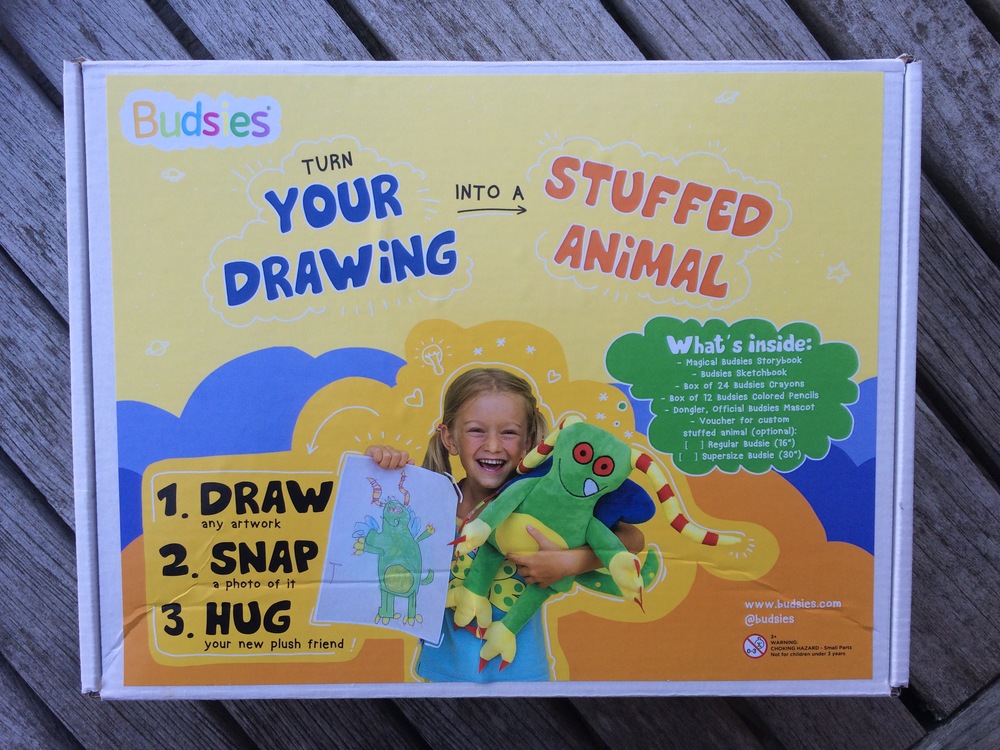 Budsies®
TURN
YOUR
DRAWiNG
INTO A
STUFFED
ANiMAL
What's inside:
- Magical Budsies Storybook
- Budsies Sketchbook
- Box of 24 Budsies Crayons
- Box of 12 Budsies Colored Pencils
- Dongler, Official Budsies Mascot
- Voucher for custom
stuffed animal (optional):
[ ] Regular Budsie (16")
[ ] Supersize Budsie (30")
1. DRAW
any artwork
2. SNAP
a photo of it
3. HUG
your new plush friend
www.budsies.com
@budsies
0-3
3+
WARNING:
CHOKING HAZARD - Small Parts
Not for children under 3 years